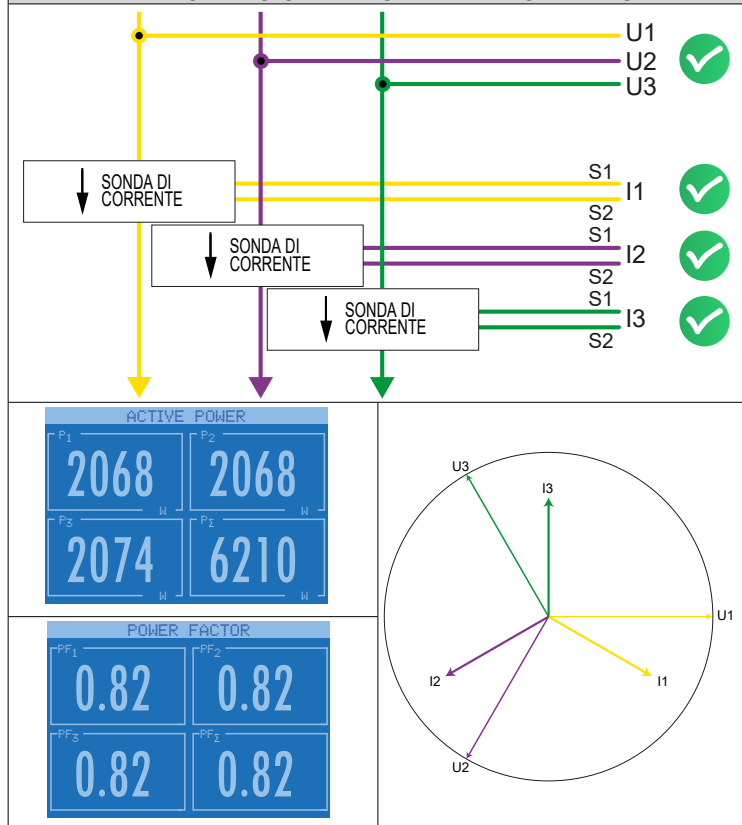 U1
U2
U3
SONDA DI
CORRENTE
S1
I1
S2
SONDA DI
CORRENTE
S1
I2
S2
SONDA DI
CORRENTE
S1
I3
S2
ACTIVE POWER
P1
2068
W
P2
2068
W
P3
2074
W
PΣ
6210
W
POWER FACTOR
PF1
0.82
PF2
0.82
PF3
0.82
PFΣ
0.82
U3
I3
U1
I2
I1
U2